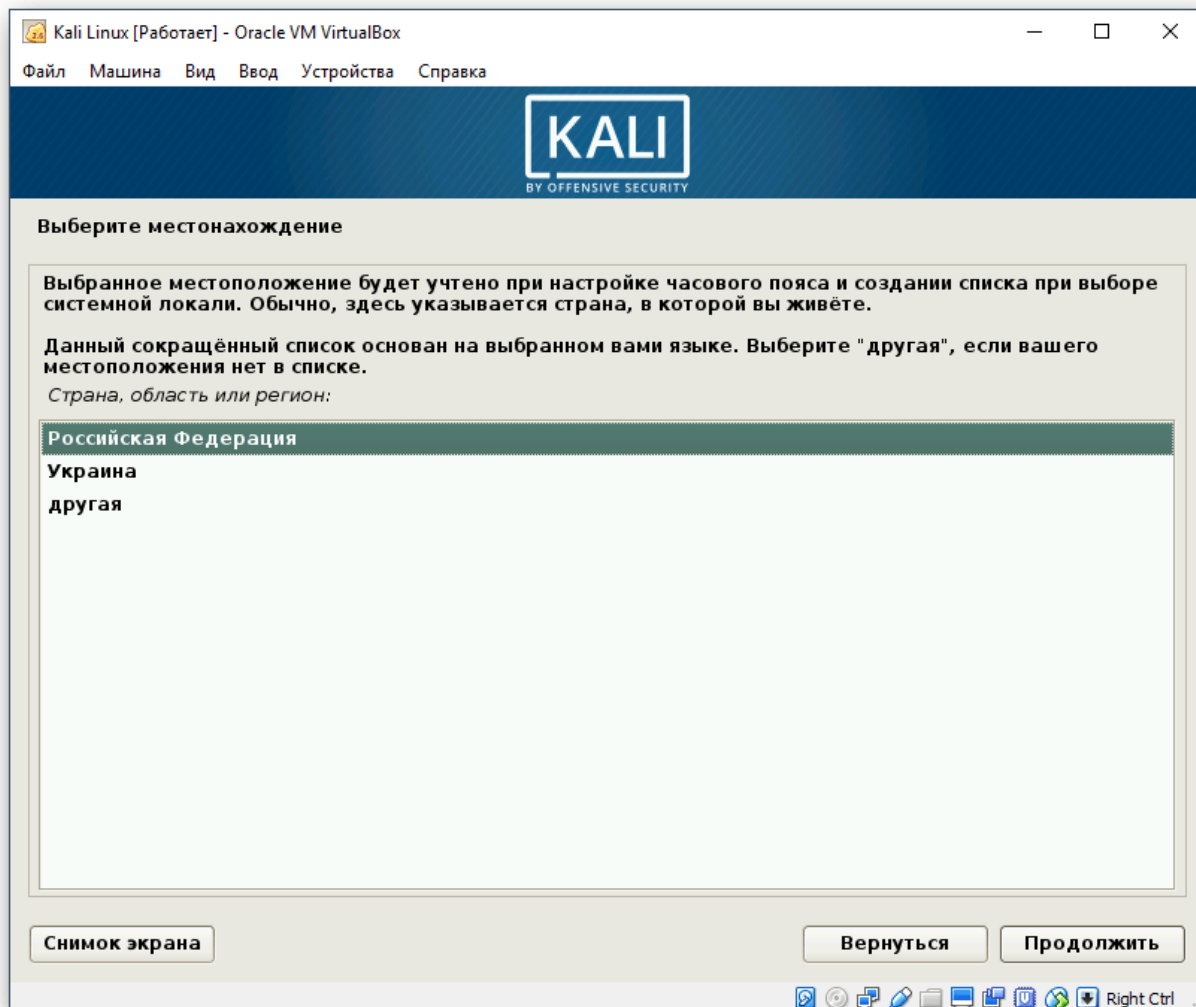 Kali Linux [Работает] - Oracle VM VirtualBox
Файл Машина Вид Ввод Устройства Справка
KALI
BY OFFENSIVE SECURITY
Выберите местонахождение
Выбранное местоположение будет учтено при настройке часового пояса и создании списка при выборе
системной локали. Обычно, здесь указывается страна, в которой вы живёте.
Данный сокращённый список основан на выбранном вами языке. Выберите "другая", если вашего
местоположения нет в списке.
Страна, область или регион:
Российская Федерация
Украина
другая
Снимок экрана Вернуться Продолжить
Right Ctrl